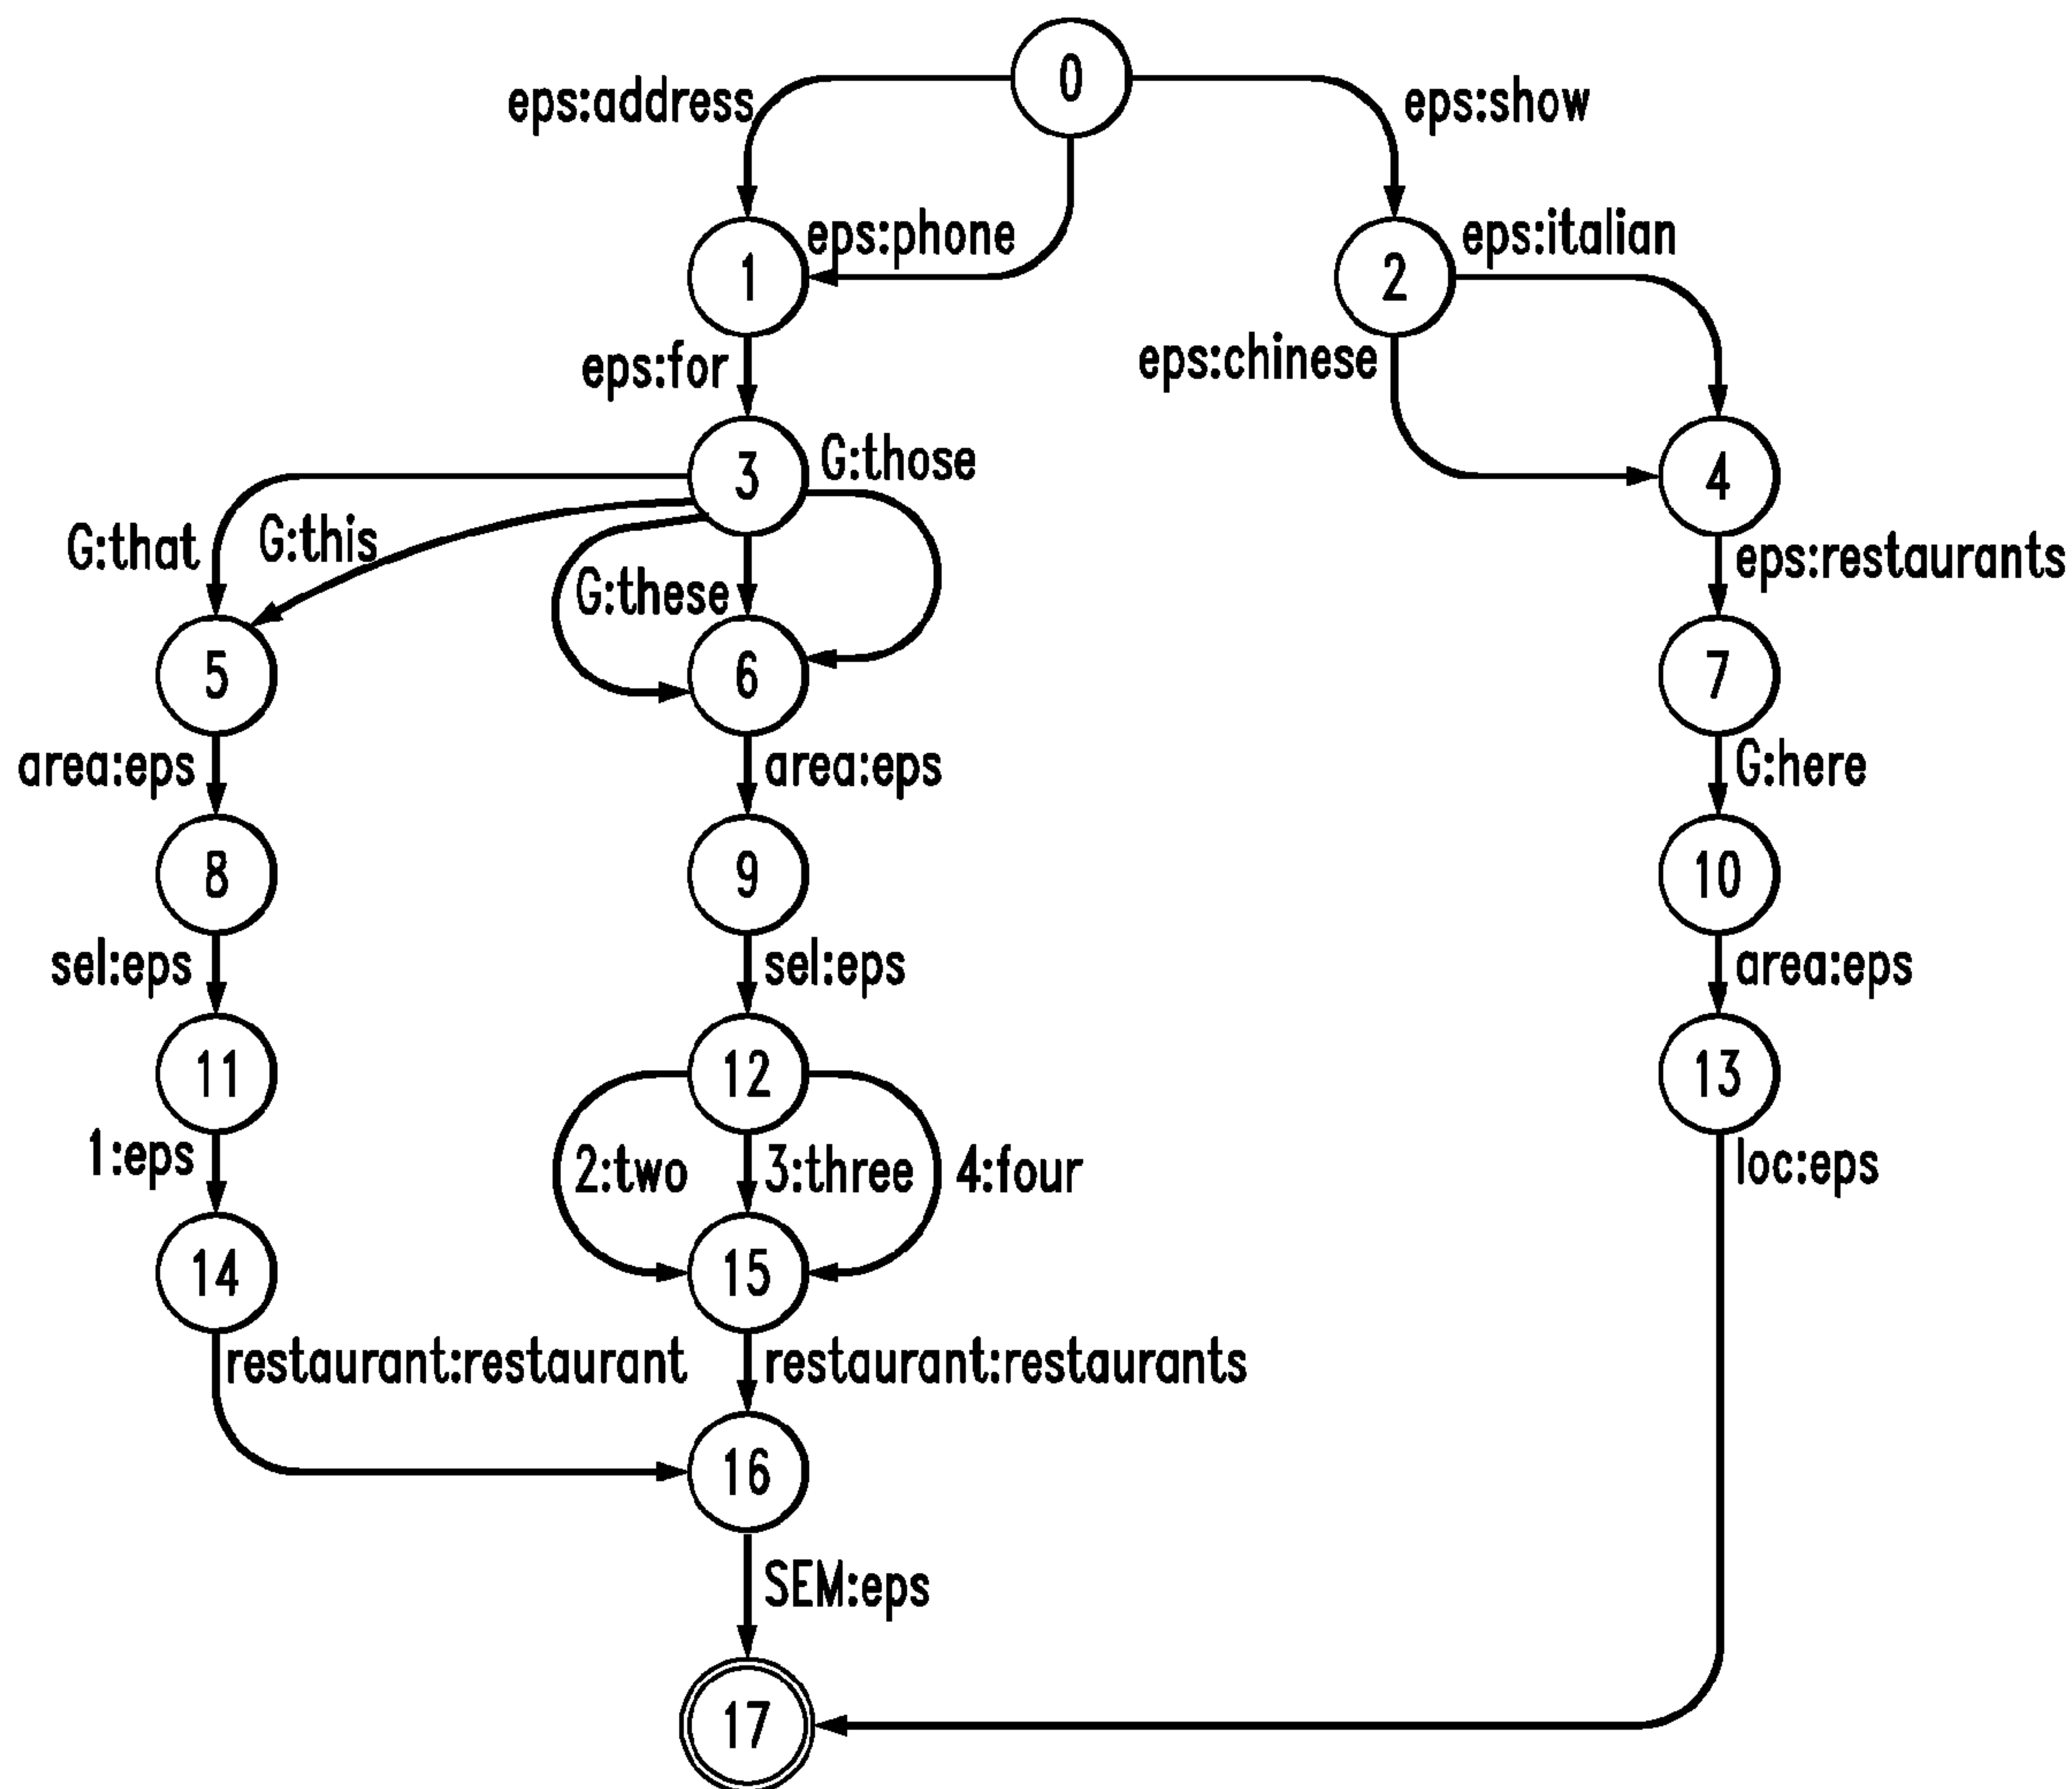 0
eps:address
eps:show
eps:phone
eps:italian
1
2
eps:for
eps:chinese
G:those
3
4
G:that
G:this
eps:restaurants
G:these
5
6
7
area:eps
area:eps
G:here
8
9
10
sel:eps
sel:eps
area:eps
11
12
13
1:eps
2:two
3:three
4:four
loc:eps
14
15
restaurant:restaurant
restaurant:restaurants
16
SEM:eps
17